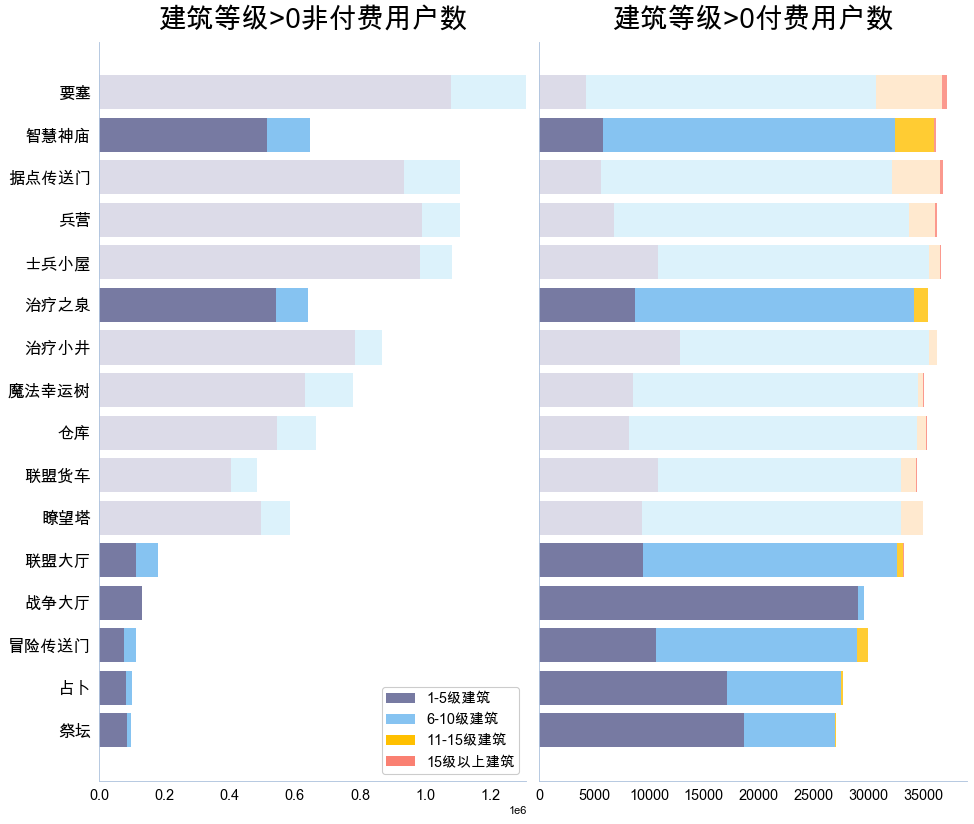 建筑等级>0非付费用户数
建筑等级>0付费用户数
要塞
智慧神庙
据点传送门
兵营
士兵小屋
治疗之泉
治疗小井
魔法幸运树
仓库
联盟货车
瞭望塔
联盟大厅
战争大厅
冒险传送门
占卜
祭坛
1-5级建筑
6-10级建筑
11-15级建筑
15级以上建筑
0.0 0.2 0.4 0.6 0.8 1.0 1.2
1e6
0 5000 10000 15000 20000 25000 30000 35000